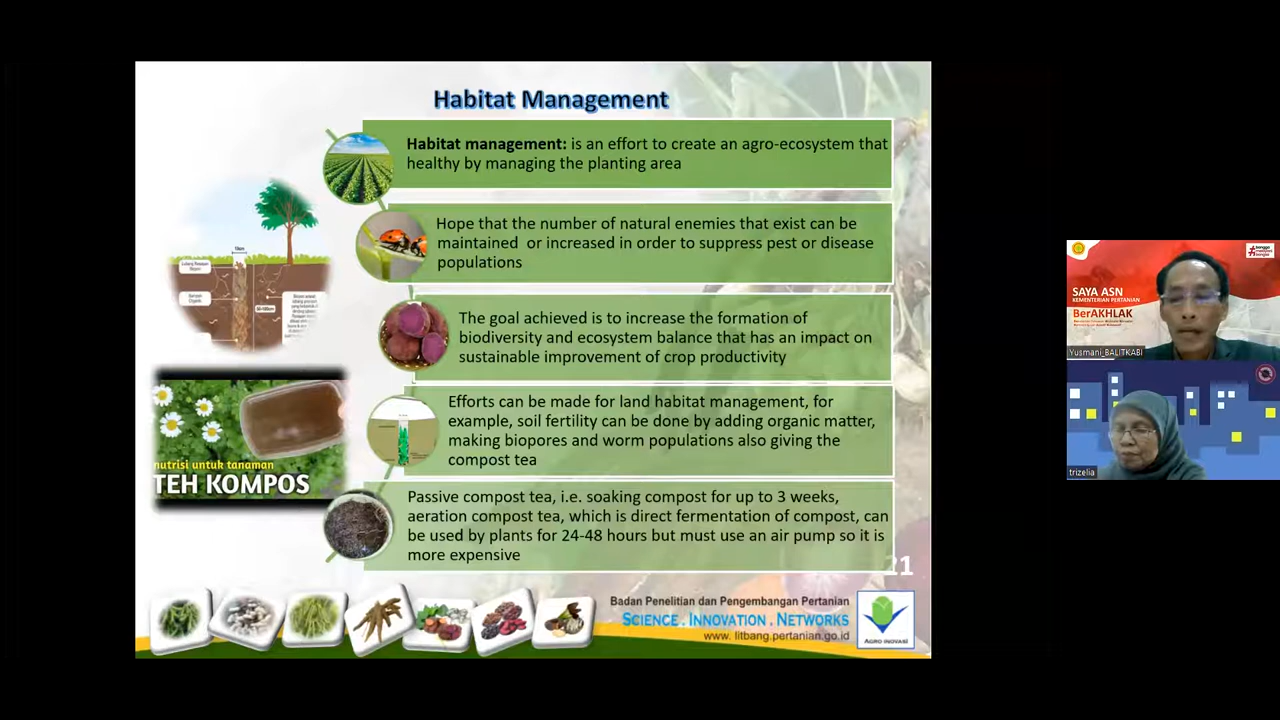 Habitat Management
Habitat management: is an effort to create an agro-ecosystem that
healthy by managing the planting area
Hope that the number of natural enemies that exist can be
maintained or increased in order to suppress pest or disease
populations
The goal achieved is to increase the formation of
biodiversity and ecosystem balance that has an impact on
sustainable improvement of crop productivity
Efforts can be made for land habitat management, for
example, soil fertility can be done by adding organic matter,
making biopores and worm populations also giving the
compost tea
Passive compost tea, i.e. soaking compost for up to 3 weeks,
aeration compost tea, which is direct fermentation of compost, can
be used by plants for 24-48 hours but must use an air pump so it is
more expensive
nutrisi untuk tanaman
TEH KOMPOS
21
Badan Penelitian dan Pengembangan Pertanian
SCIENCE . INNOVATION . NETWORKS
www. litbang.pertanian.go.id
AGRO INOVASI
SAYA ASN
KEMENTERIAN PERTANIAN
BerAKHLAK
Yusmani_BALITKABI
trizelia